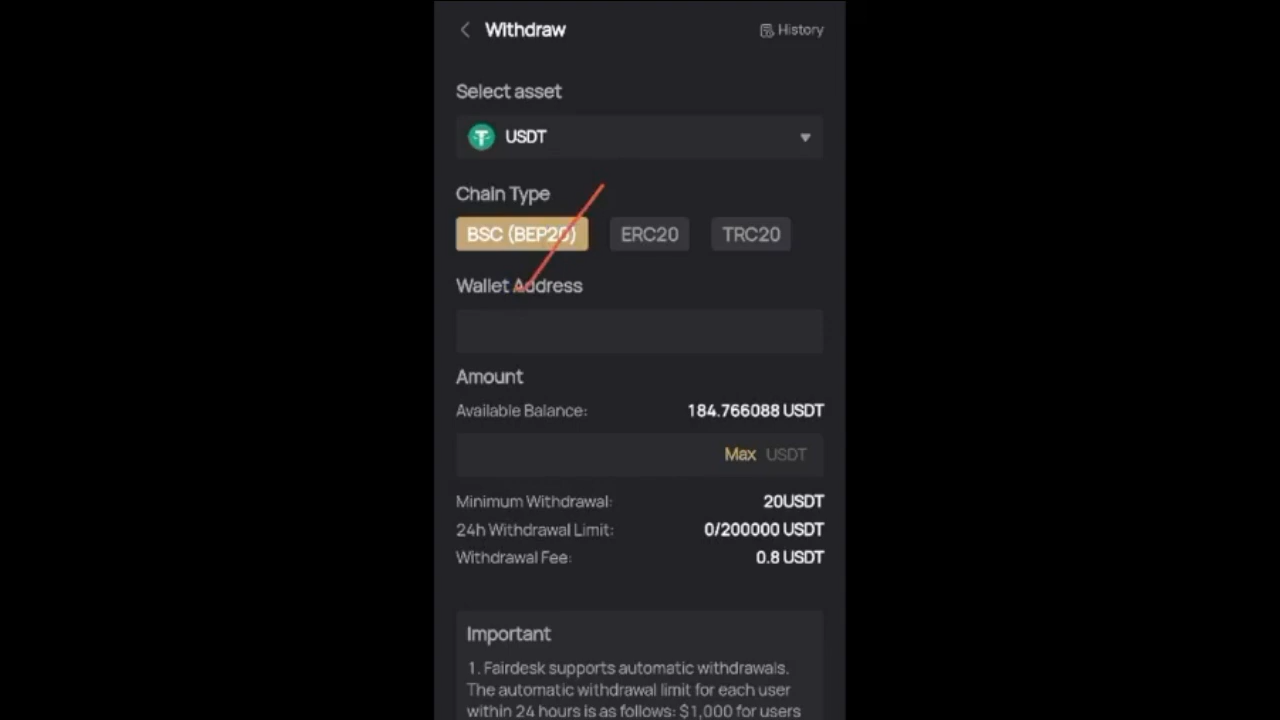 Withdraw
History
Select asset
USDT
Chain Type
BSC (BEP20)
ERC20
TRC20
Wallet Address
Amount
Available Balance: 184.766088 USDT
Max USDT
Minimum Withdrawal: 20USDT
24h Withdrawal Limit: 0/200000 USDT
Withdrawal Fee: 0.8 USDT
Important
1. Fairdesk supports automatic withdrawals.
The automatic withdrawal limit for each user
within 24 hours is as follows: $1,000 for users